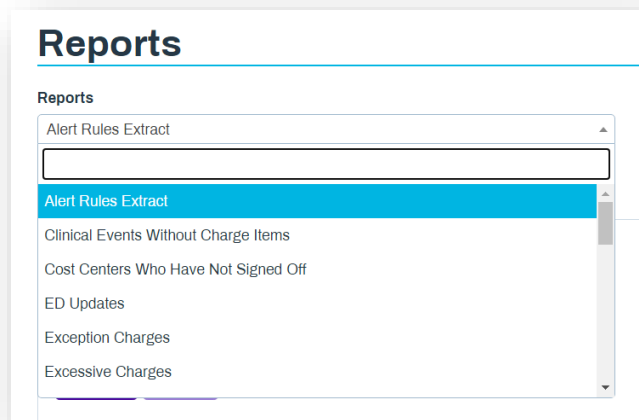 Reports
Reports
Alert Rules Extract
Alert Rules Extract
Clinical Events Without Charge Items
Cost Centers Who Have Not Signed Off
ED Updates
Exception Charges
Excessive Charges